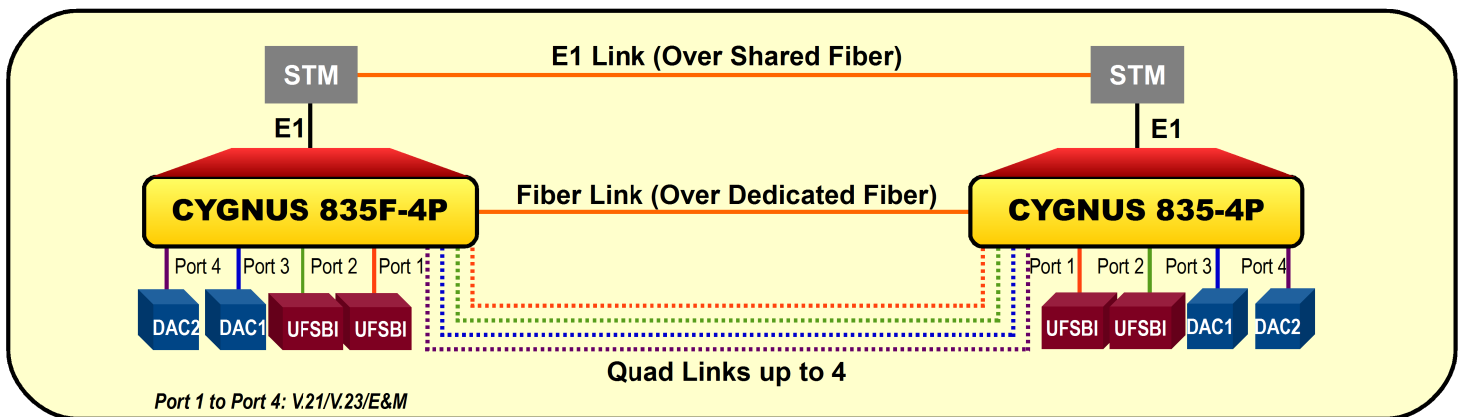 E1 Link (Over Shared Fiber)
STM
STM
E1
E1
Fiber Link (Over Dedicated Fiber)
CYGNUS 835F-4P
CYGNUS 835-4P
Port 4
Port 3
Port 2
Port 1
Port 1
Port 2
Port 3
Port 4
DAC2
DAC1
UFSBI
UFSBI
UFSBI
UFSBI
DAC1
DAC2
Quad Links up to 4
Port 1 to Port 4: V.21/V.23/E&M